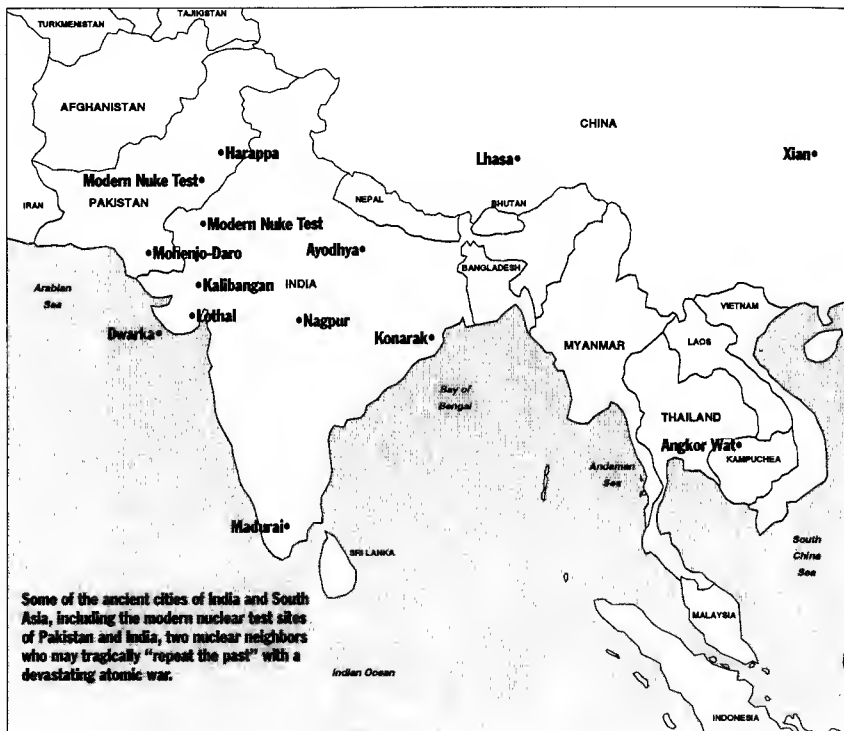 TURKMENISTAN
TAJIKISTAN
AFGHANISTAN
CHINA
•Harappa
Lhasa•
Xian•
Modern Nuke Test•
IRAN
PAKISTAN
NEPAL
BHUTAN
•Modern Nuke Test
•Mohenjo-Daro
Ayodhya•
BANGLADESH
Arabian
Sea
•Kalibangan
INDIA
VIETNAM
•Lothal
•Nagpur
Dwarka•
Konarak•
MYANMAR
LAOS
Bay of
Bengal
THAILAND
Angkor Wat•
KAMPUCHEA
Andaman
Sea
Madurai•
SRI LANKA
South
China
Sea
Some of the ancient cities of India and South
Asia, including the modern nuclear test sites
of Pakistan and India, two nuclear neighbors
who may tragically “repeat the past” with a
devastating atomic war.
MALAYSIA
Indian Ocean
INDONESIA